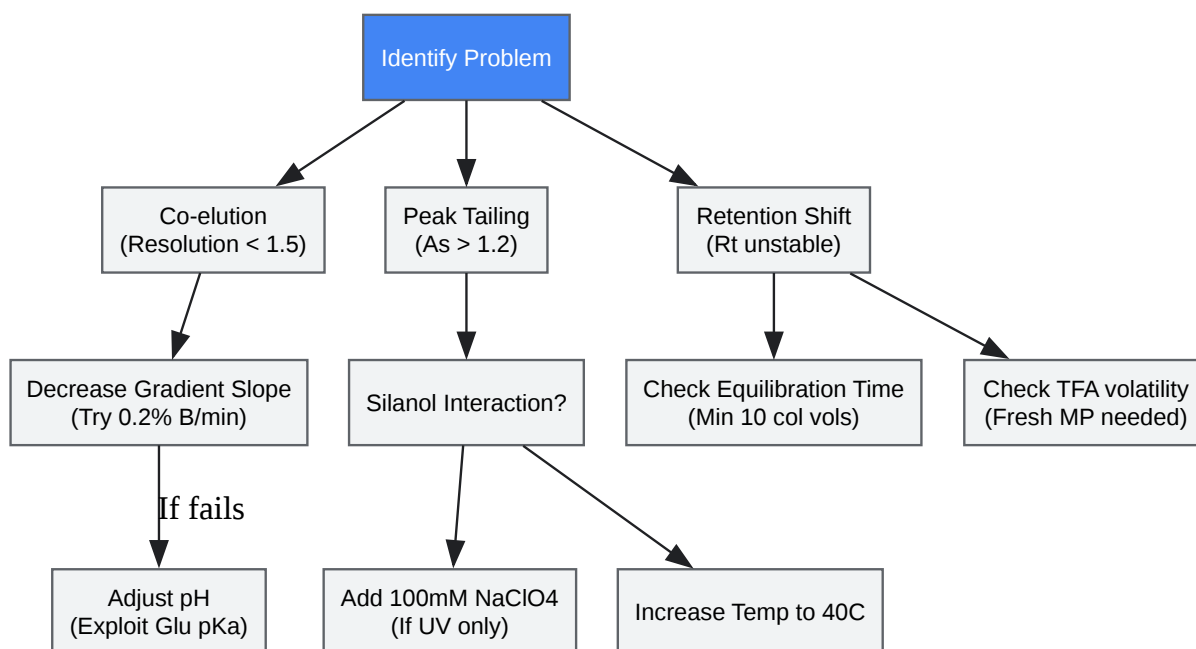 Identify Problem
Co-elution
(Resolution < 1.5)
Peak Tailing
(As > 1.2)
Retention Shift
(Rt unstable)
Decrease Gradient Slope
(Try 0.2% B/min)
Silanol Interaction?
Check Equilibration Time
(Min 10 col vols)
Check TFA volatility
(Fresh MP needed)
If fails
Adjust pH
(Exploit Glu pKa)
Add 100mM NaClO4
(If UV only)
Increase Temp to 40C